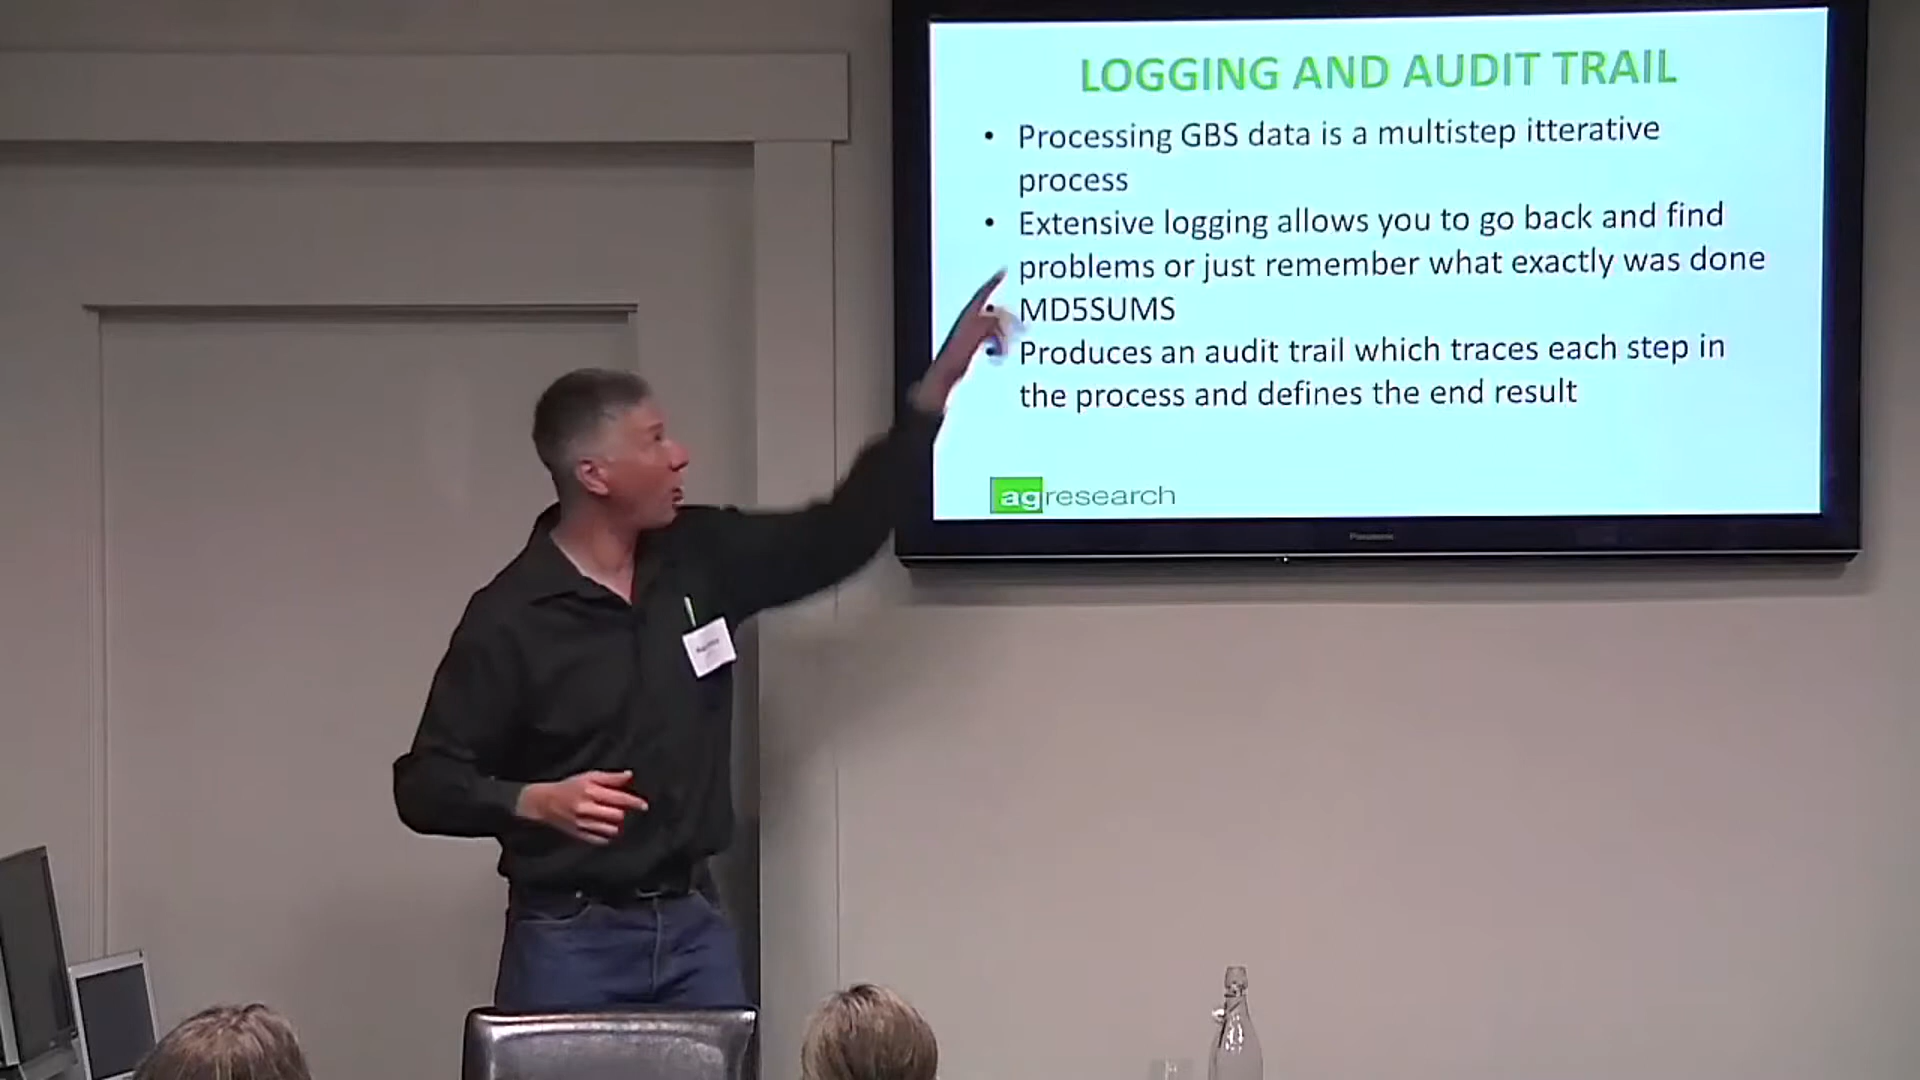 LOGGING AND AUDIT TRAIL
• Processing GBS data is a multistep itterative
process
• Extensive logging allows you to go back and find
problems or just remember what exactly was done
• MD5SUMS
• Produces an audit trail which traces each step in
the process and defines the end result
agresearch
Panasonic